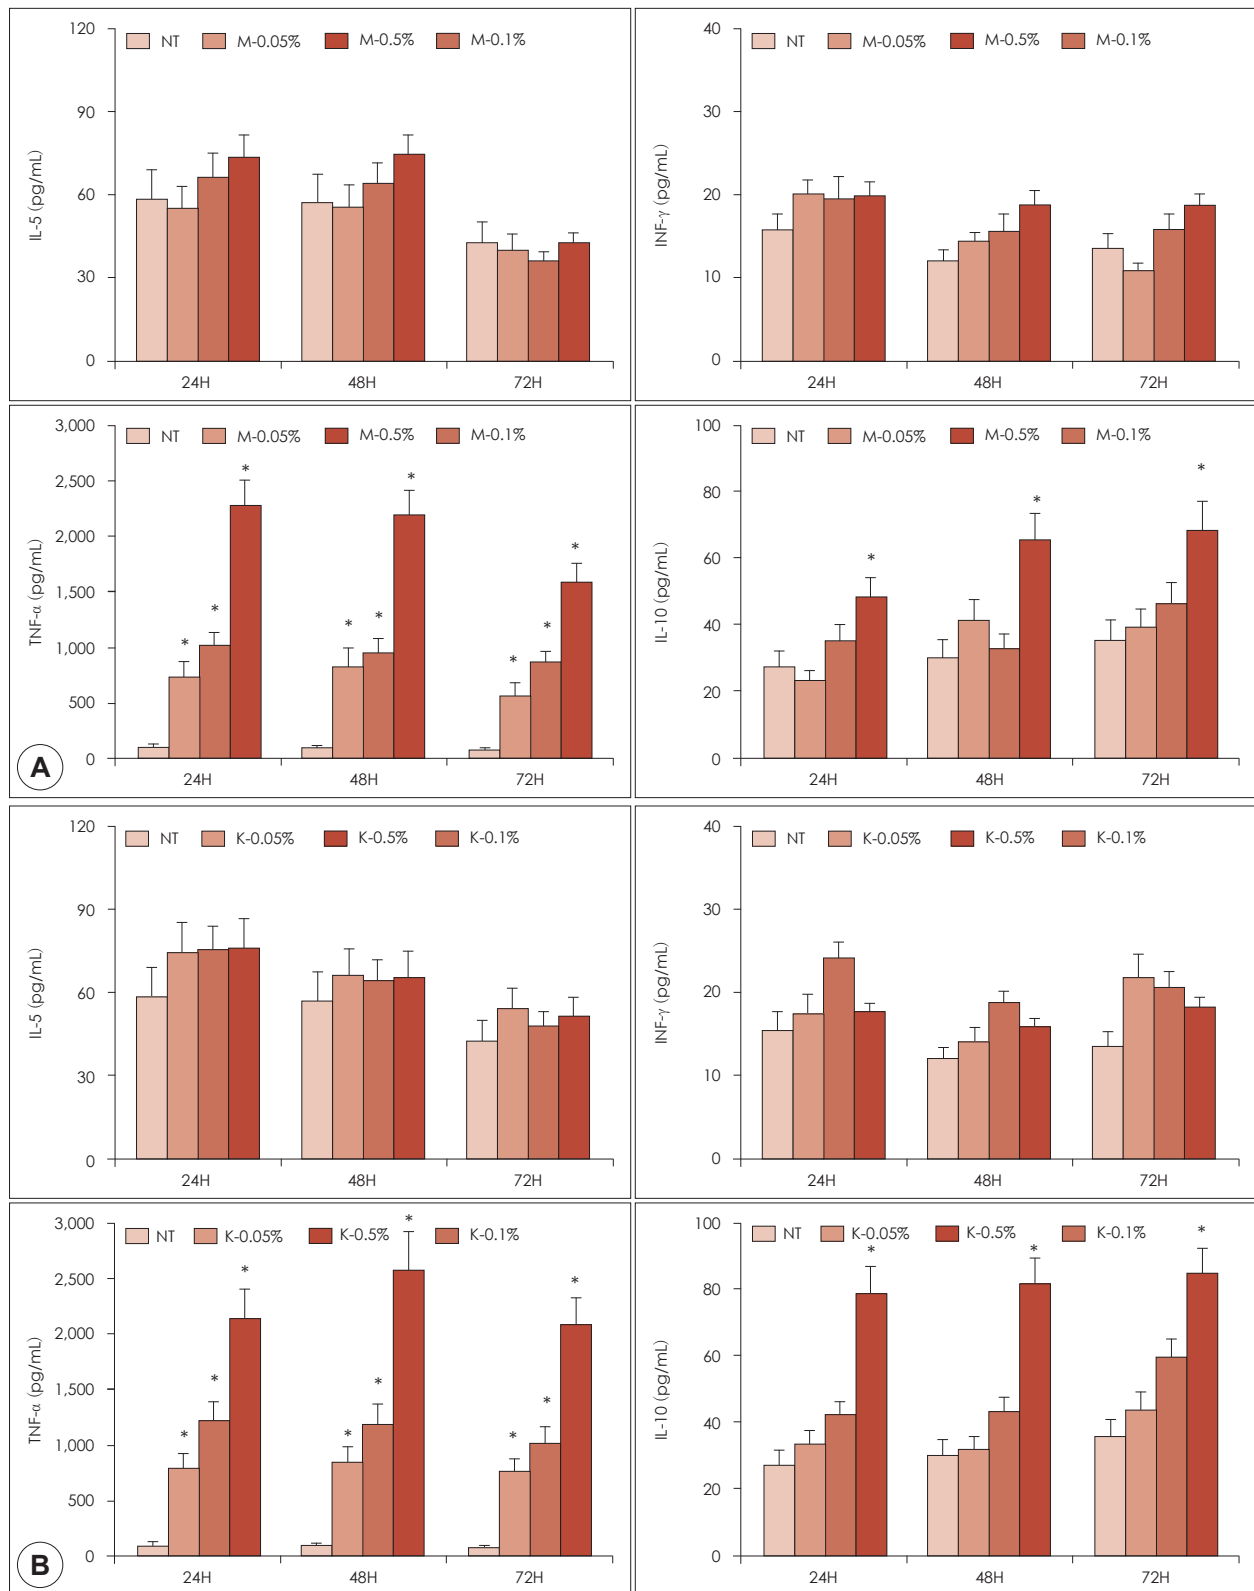 120
NT M-0.05% M-0.5% M-0.1%
90
60
30
0
IL-5 (pg/mL)
24H 48H 72H
40
NT M-0.05% M-0.5% M-0.1%
30
20
10
0
INF-γ (pg/mL)
24H 48H 72H
3,000
NT M-0.05% M-0.5% M-0.1%
2,500
2,000
1,500
1,000
500
0
TNF-α (pg/mL)
* * * * * * * * *
24H 48H 72H
A
100
NT M-0.05% M-0.5% M-0.1%
80
60
40
20
0
IL-10 (pg/mL)
* * *
24H 48H 72H
120
NT K-0.05% K-0.5% K-0.1%
90
60
30
0
IL-5 (pg/mL)
24H 48H 72H
40
NT K-0.05% K-0.5% K-0.1%
30
20
10
0
INF-γ (pg/mL)
24H 48H 72H
3,000
NT K-0.05% K-0.5% K-0.1%
2,500
2,000
1,500
1,000
500
0
TNF-α (pg/mL)
* * * * * * * * *
24H 48H 72H
B
100
NT K-0.05% K-0.5% K-0.1%
80
60
40
20
0
IL-10 (pg/mL)
* * *
24H 48H 72H